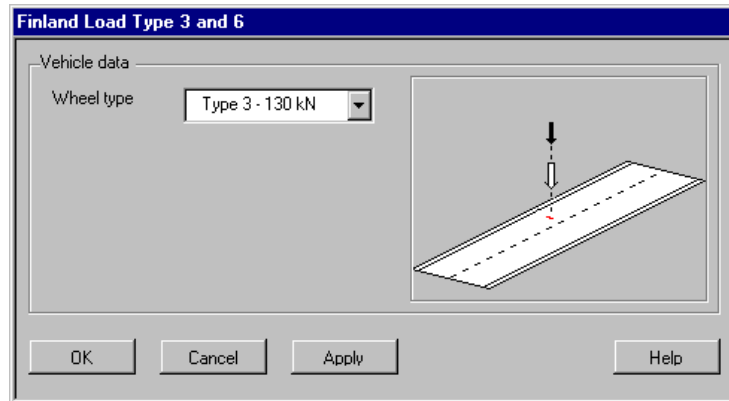 Finland Load Type 3 and 6
Vehicle data
Wheel type
Type 3 - 130 kN
OK
Cancel
Apply
Help